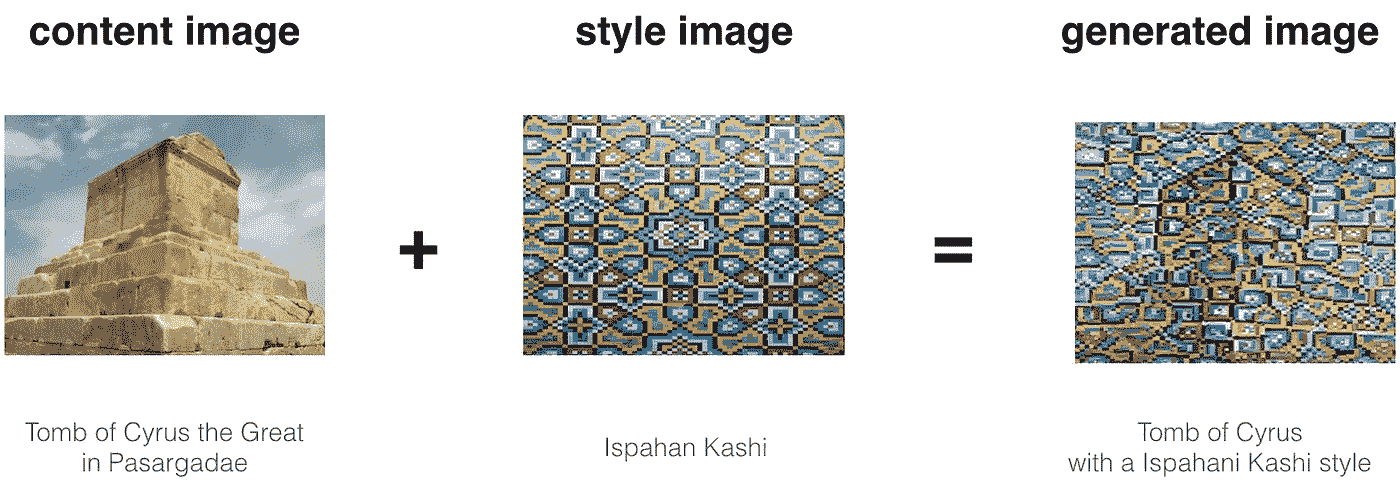 content image
style image
generated image
+
=
Tomb of Cyrus the Great
in Pasargadae
Ispahan Kashi
Tomb of Cyrus
with a Ispahani Kashi style